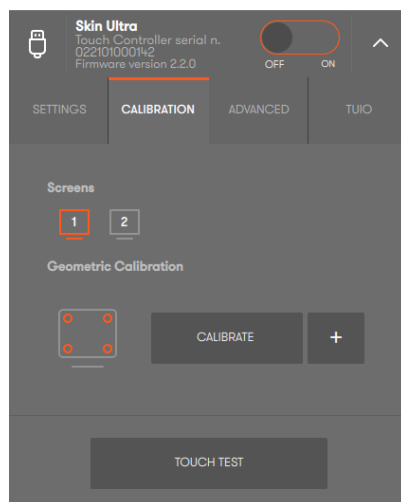 Skin Ultra
Touch Controller serial n.
022101000142
Firmware version 2.2.0
OFF ON
SETTINGS CALIBRATION ADVANCED TUIO
Screens
1 2
Geometric Calibration
CALIBRATE +
TOUCH TEST